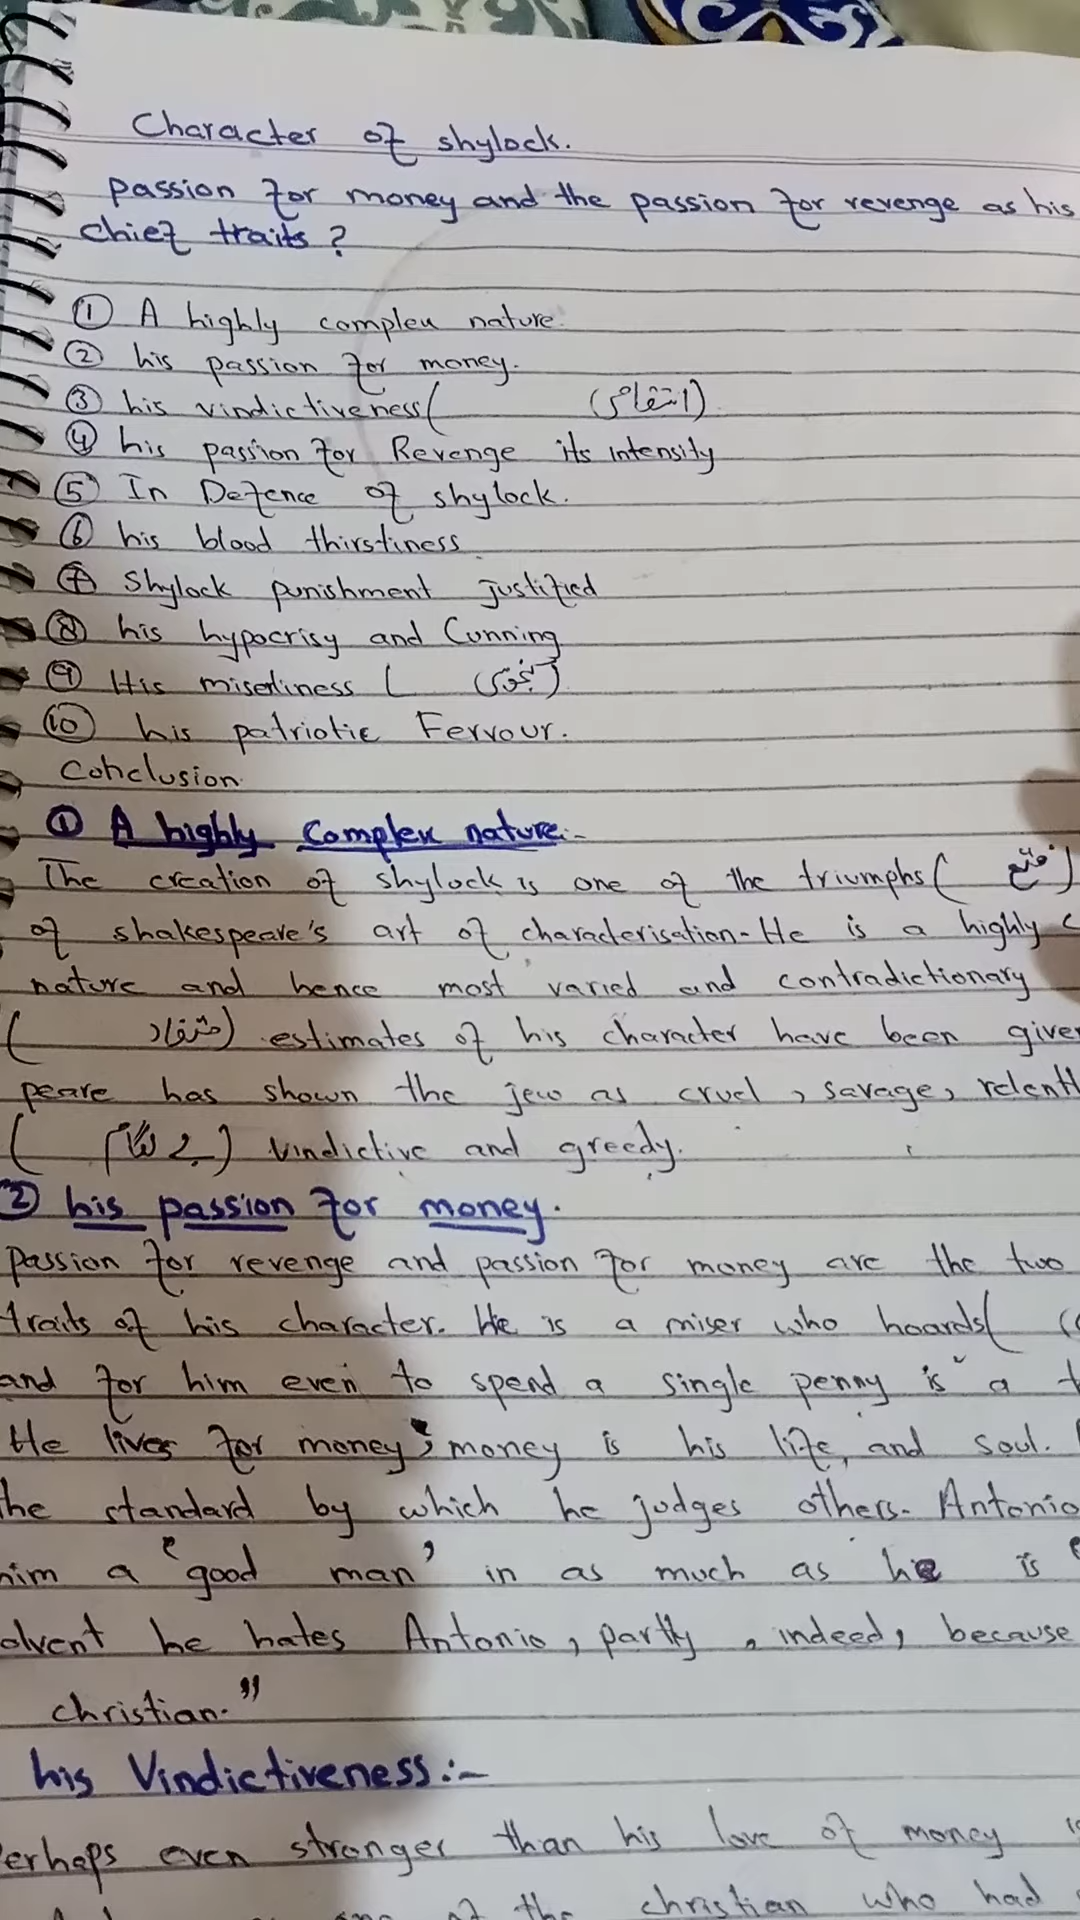 Character of shylock.
passion for money and the passion for revenge as his
chief traits ?
① A highly complex nature.
② his passion for money.
③ his vindictiveness( (انتقامی)
④ his passion for Revenge its intensity
⑤ In Defence of shylock.
⑥ his blood thirstiness
⑦ Shylock punishment justified
⑧ his hypocrisy and Cunning
⑨ His miserliness ( کنجوسی)
⑩ his patriotic Fervour.
Conclusion
① A highly Complex nature:-
The creation of shylock is one of the triumphs( فتح)
of shakespeare's art of characterisation- He is a highly
nature and hence most varied and contradictionary
( متضاد) estimates of his character have been given
peare has shown the jew as cruel, savage, relentl
( بے لگام) vindictive and greedy.
② his passion for money.
passion for revenge and passion for money are the two
traits of his character. He is a miser who hoards(
and for him even to spend a single penny is a t
He lives for money, money is his life, and soul.
the standard by which he judges others- Antonio
him a 'good man' in as much as he is
olvent he hates Antonio, partly, indeed, because
christian."
his Vindictiveness:-
erhaps even stronger than his love of money
of the christian who had